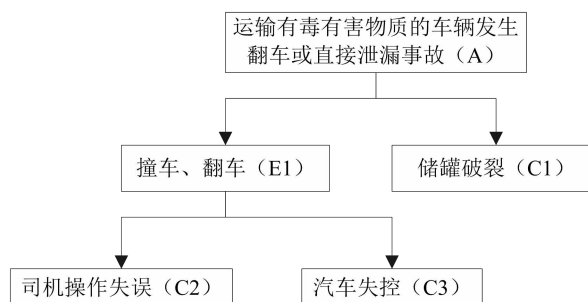 运输有毒有害物质的车辆发生
翻车或直接泄漏事故（A）
撞车、翻车（E1）
储罐破裂（C1）
司机操作失误（C2）
汽车失控（C3）